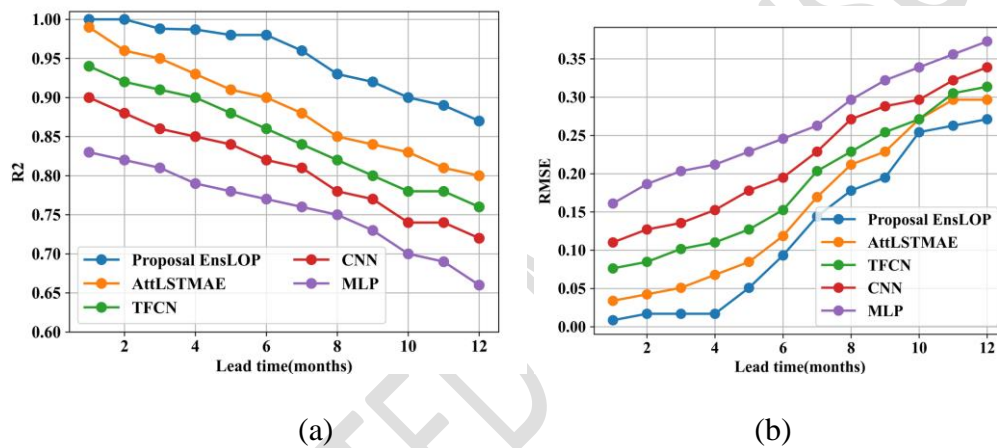 1.00
0.95
0.90
0.85
0.80
0.75
0.70
0.65
0.60
R2
2 4 6 8 10 12
Lead time(months)
Proposal EnsLOP
AttLSTMAE
TFCN
CNN
MLP
(a)
0.35
0.30
0.25
0.20
0.15
0.10
0.05
0.00
RMSE
2 4 6 8 10 12
Lead time(months)
Proposal EnsLOP
AttLSTMAE
TFCN
CNN
MLP
(b)